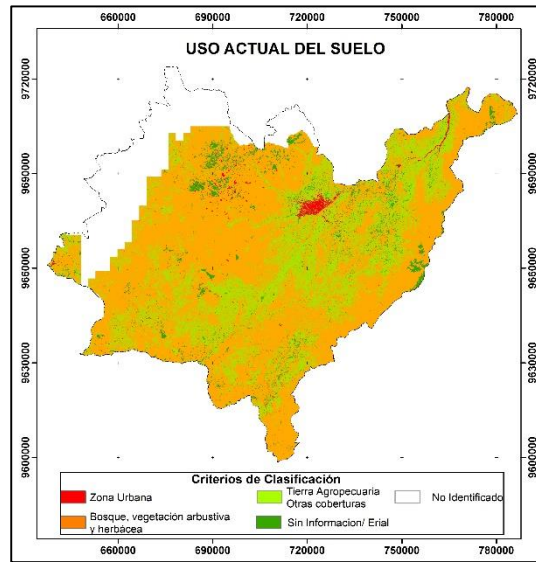 660000 690000 720000 750000 780000
USO ACTUAL DEL SUELO
9720000 9720000
9690000 9690000
9660000 9660000
9630000 9630000
9600000 9600000
Criterios de Clasificación
Zona Urbana
Bosque, vegetación arbustiva
y herbácea
Tierra Agropecuaria
Otras coberturas
Sin Informacion/ Erial
No Identificado
660000 690000 720000 750000 780000